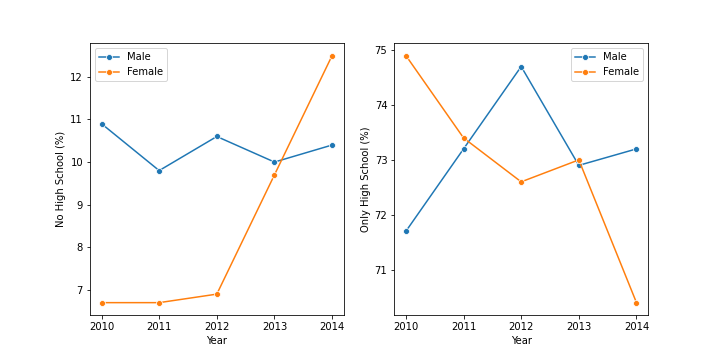 Male
Female
12
11
10
9
8
7
No High School (%)
2010 2011 2012 2013 2014
Year
Male
Female
75
74
73
72
71
Only High School (%)
2010 2011 2012 2013 2014
Year